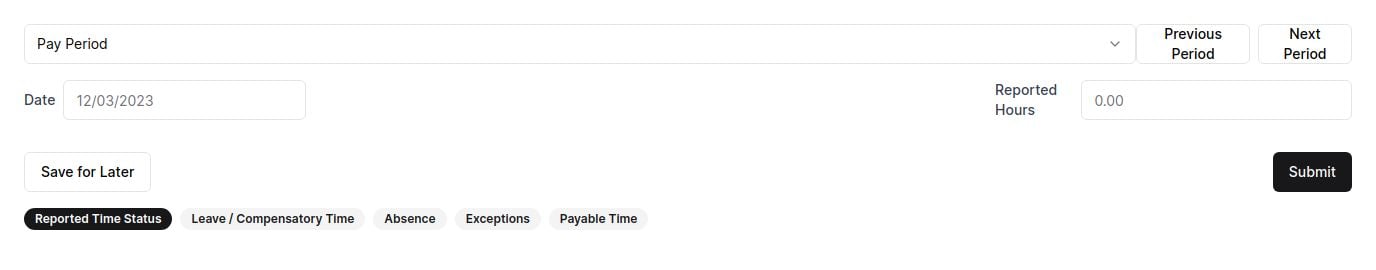 Pay Period
Previous
Period
Next
Period
Date
12/03/2023
Reported
Hours
0.00
Save for Later
Submit
Reported Time Status
Leave / Compensatory Time
Absence
Exceptions
Payable Time